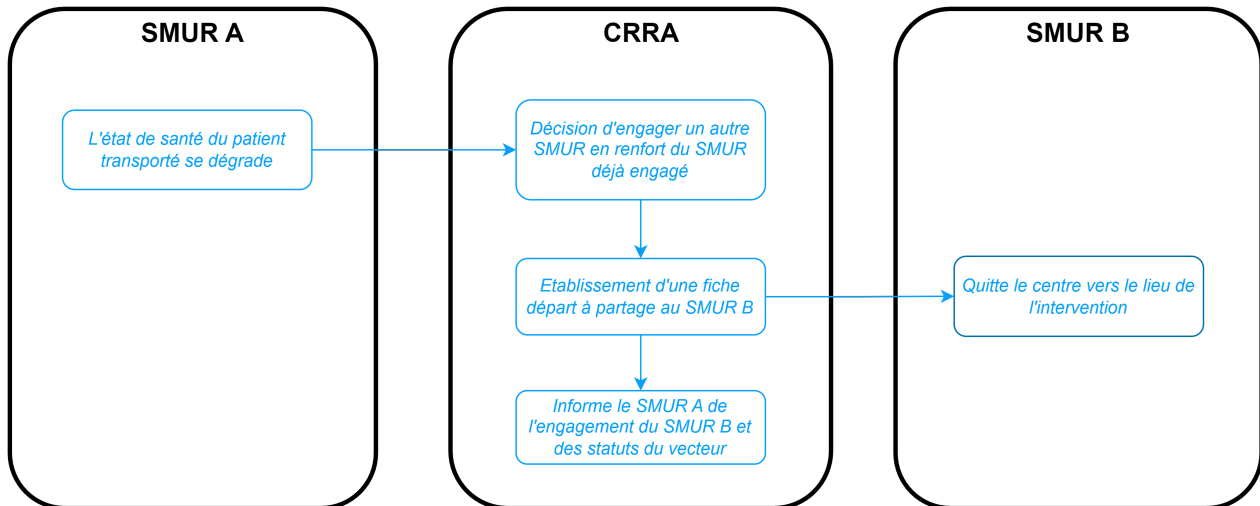 SMUR A
L'état de santé du patient
transporté se dégrade
CRRA
Décision d'engager un autre
SMUR en renfort du SMUR
déjà engagé
Etablissement d'une fiche
départ à partage au SMUR B
Informe le SMUR A de
l'engagement du SMUR B et
des statuts du vecteur
SMUR B
Quitte le centre vers le lieu de
l'intervention